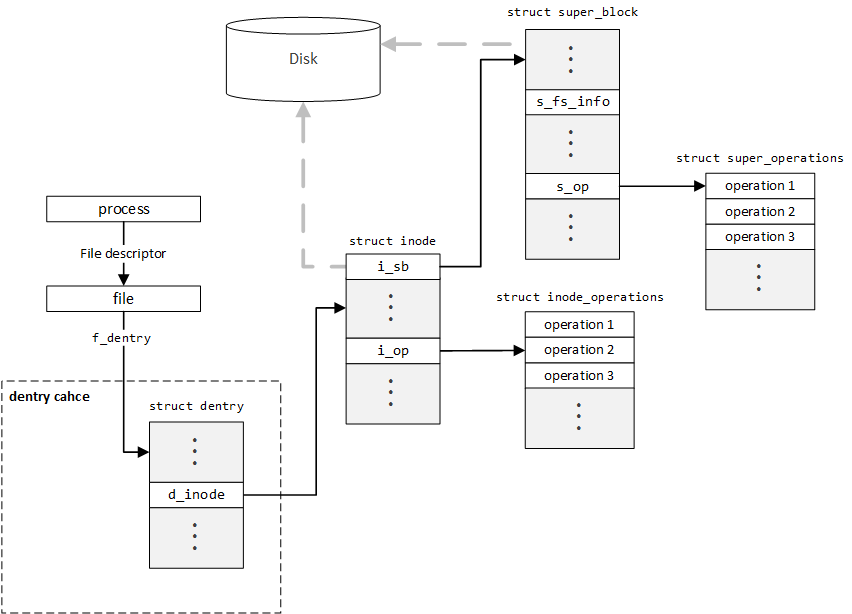 struct super_block
Disk
s_fs_info
struct super_operations
s_op
operation 1
operation 2
operation 3
process
File descriptor
file
f_dentry
struct inode
i_sb
i_op
struct inode_operations
operation 1
operation 2
operation 3
dentry cahce
struct dentry
d_inode